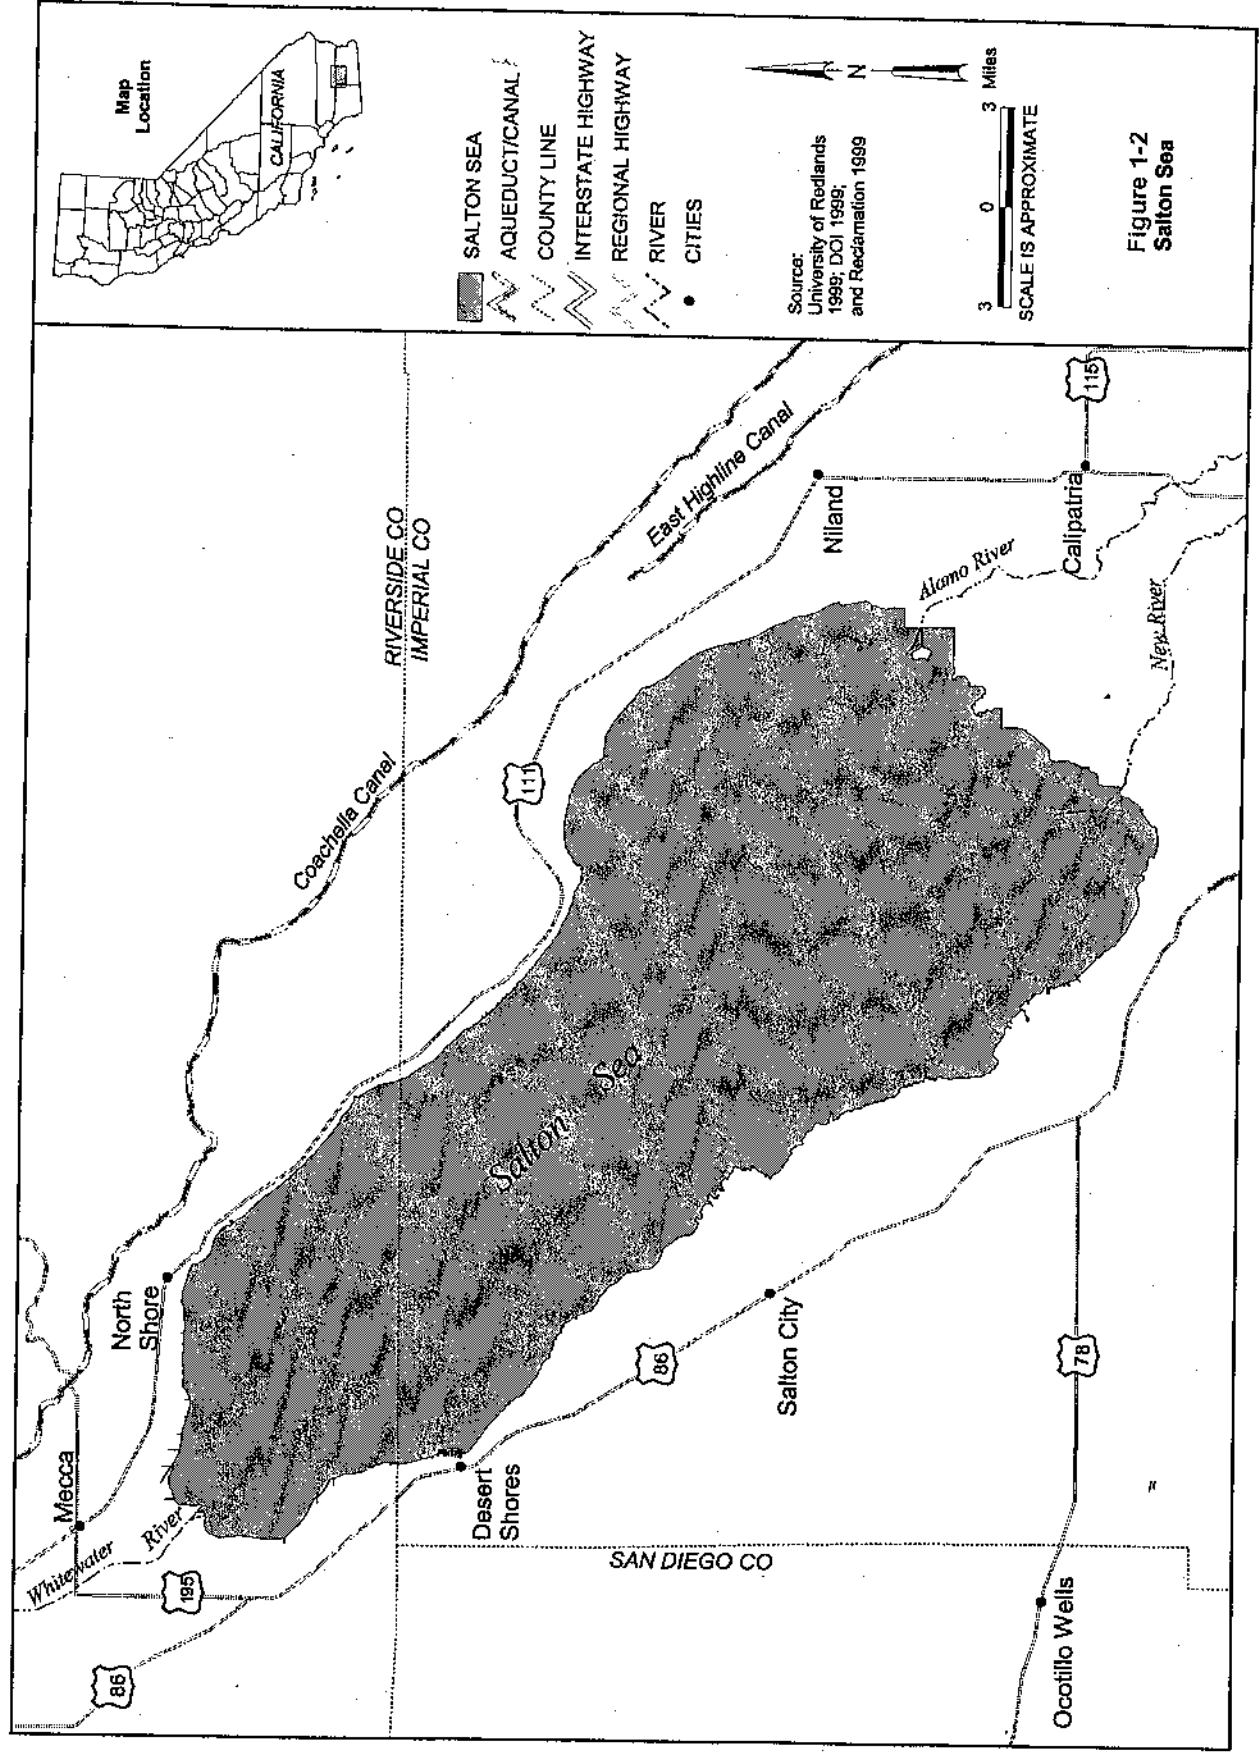 86
Whitewater
River
195
Mecca
North
Shore
Coachella Canal
RIVERSIDE CO
IMPERIAL CO
111
East Highline Canal
Desert
Shores
Salton Sea
SAN DIEGO CO
86
Salton City
Niland
Alamo River
Calipatria
115
New River
78
Ocotillo Wells
Map
Location
CALIFORNIA
SALTON SEA
AQUEDUCT/CANAL
COUNTY LINE
INTERSTATE HIGHWAY
REGIONAL HIGHWAY
RIVER
CITIES
Source:
University of Redlands
1999; DOI 1999;
and Reclamation 1999
N
3 0 3 Miles
SCALE IS APPROXIMATE
Figure 1-2
Salton Sea